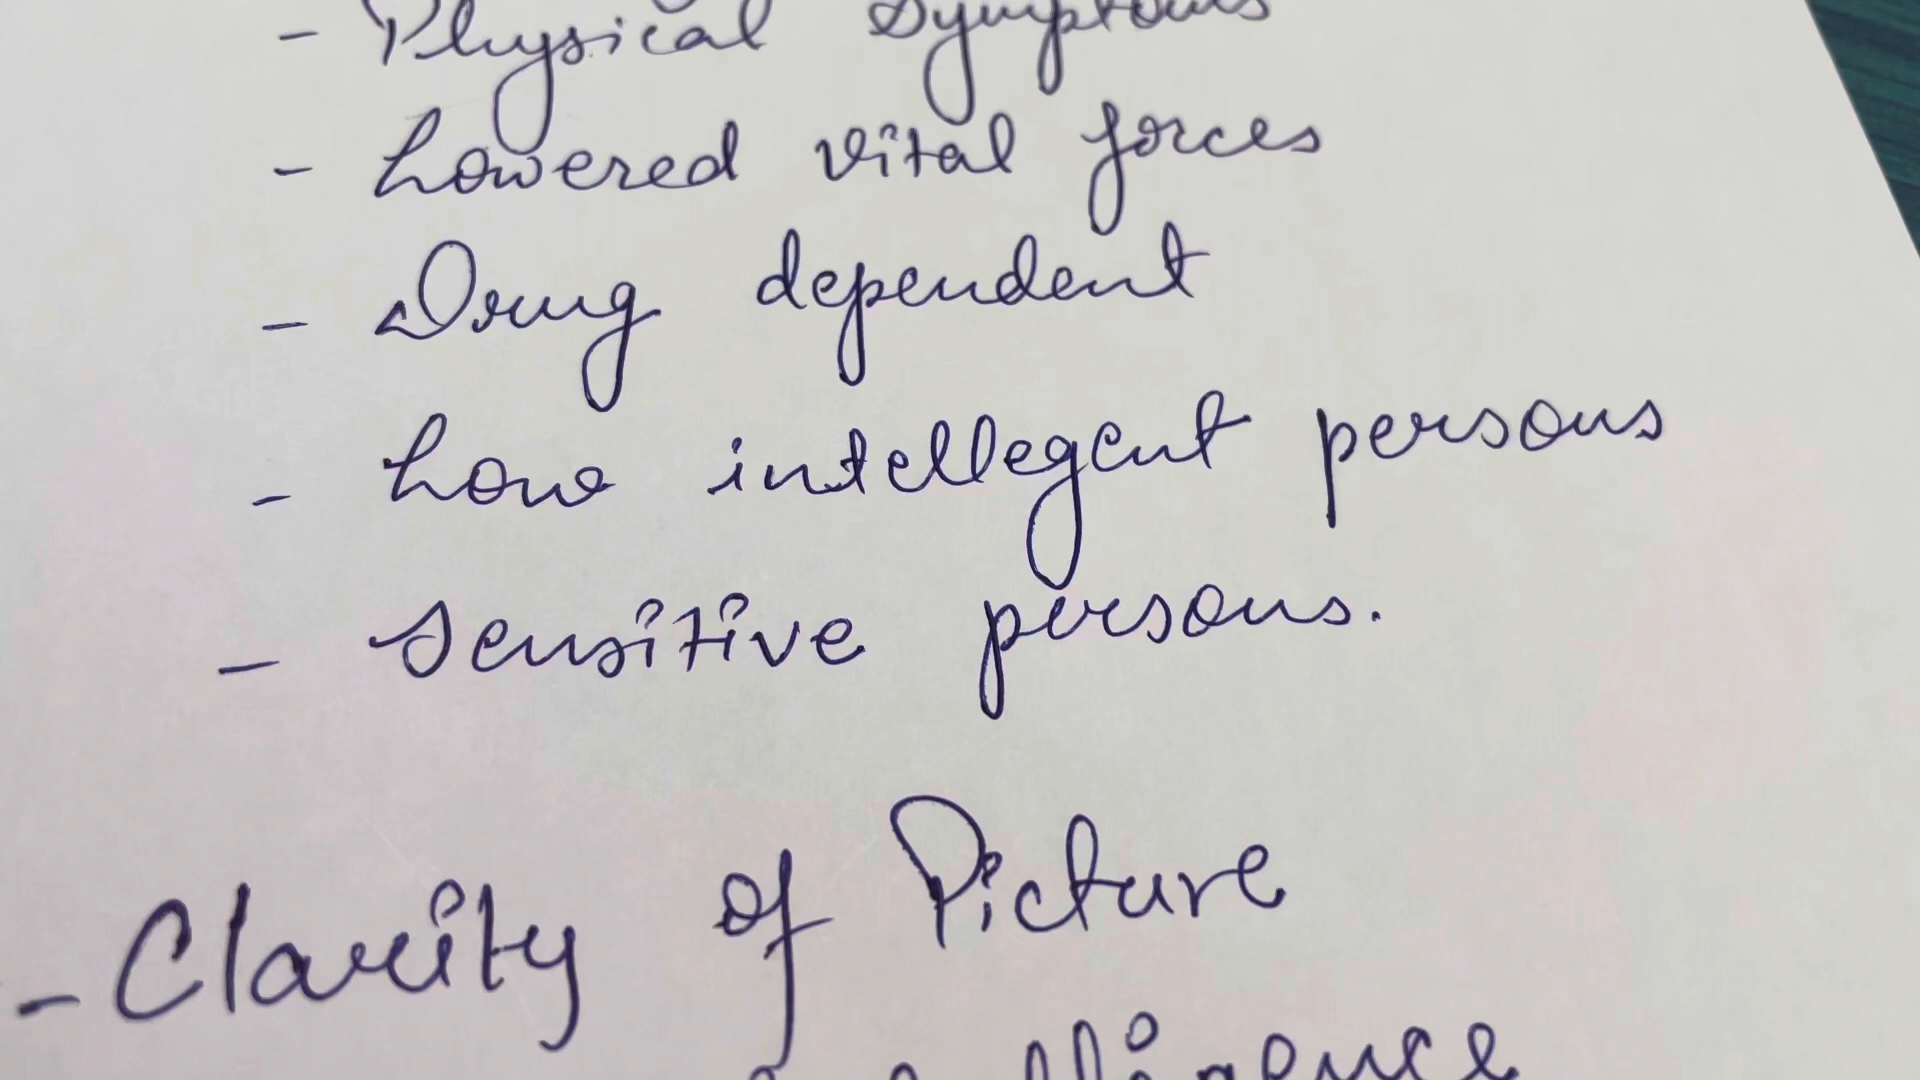 - Physical Symptoms
- Lowered vital forces
- Drug dependent
- Low intellegent persons
- Sensitive persons.
- Clarity of Picture